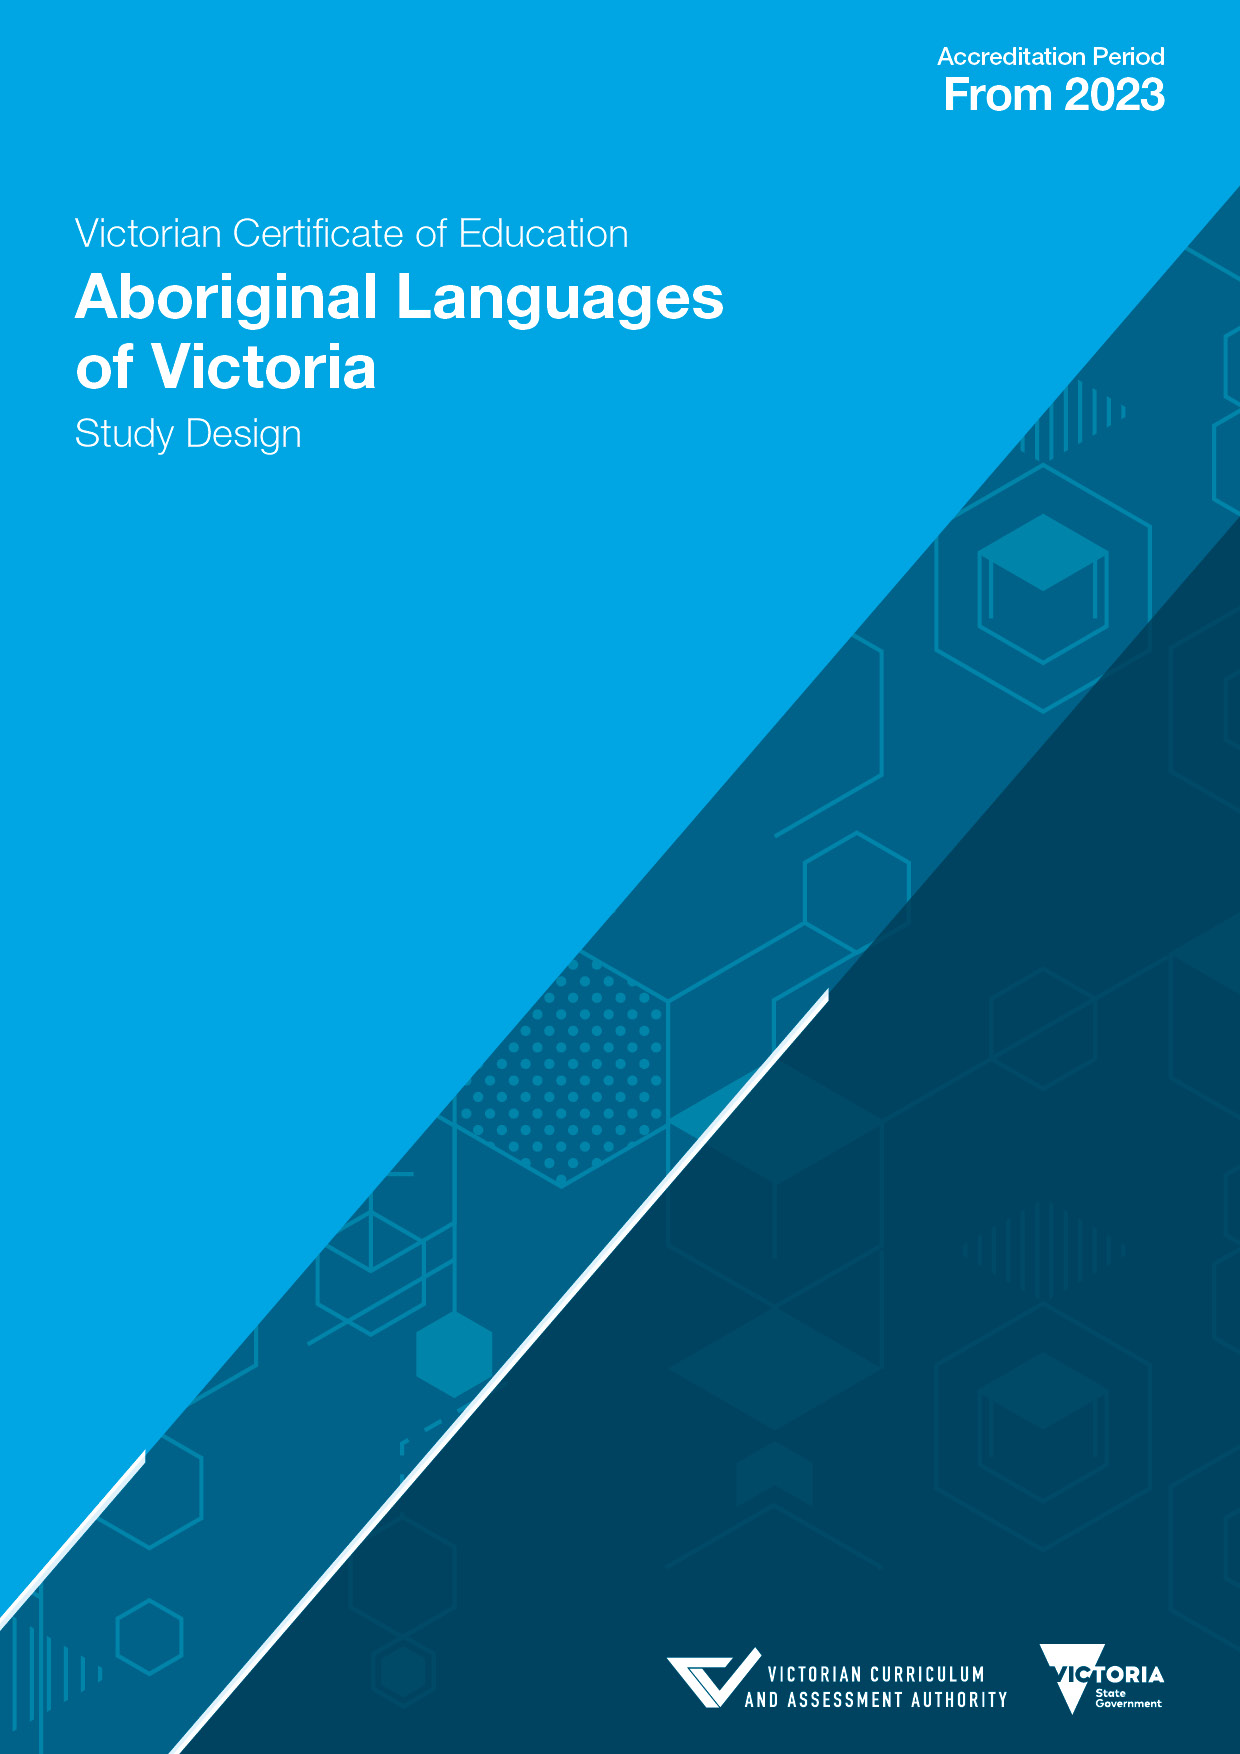 Accreditation Period
From 2023
Victorian Certificate of Education
Aboriginal Languages
of Victoria
Study Design
VICTORIAN CURRICULUM
AND ASSESSMENT AUTHORITY
VICTORIA
State
Government